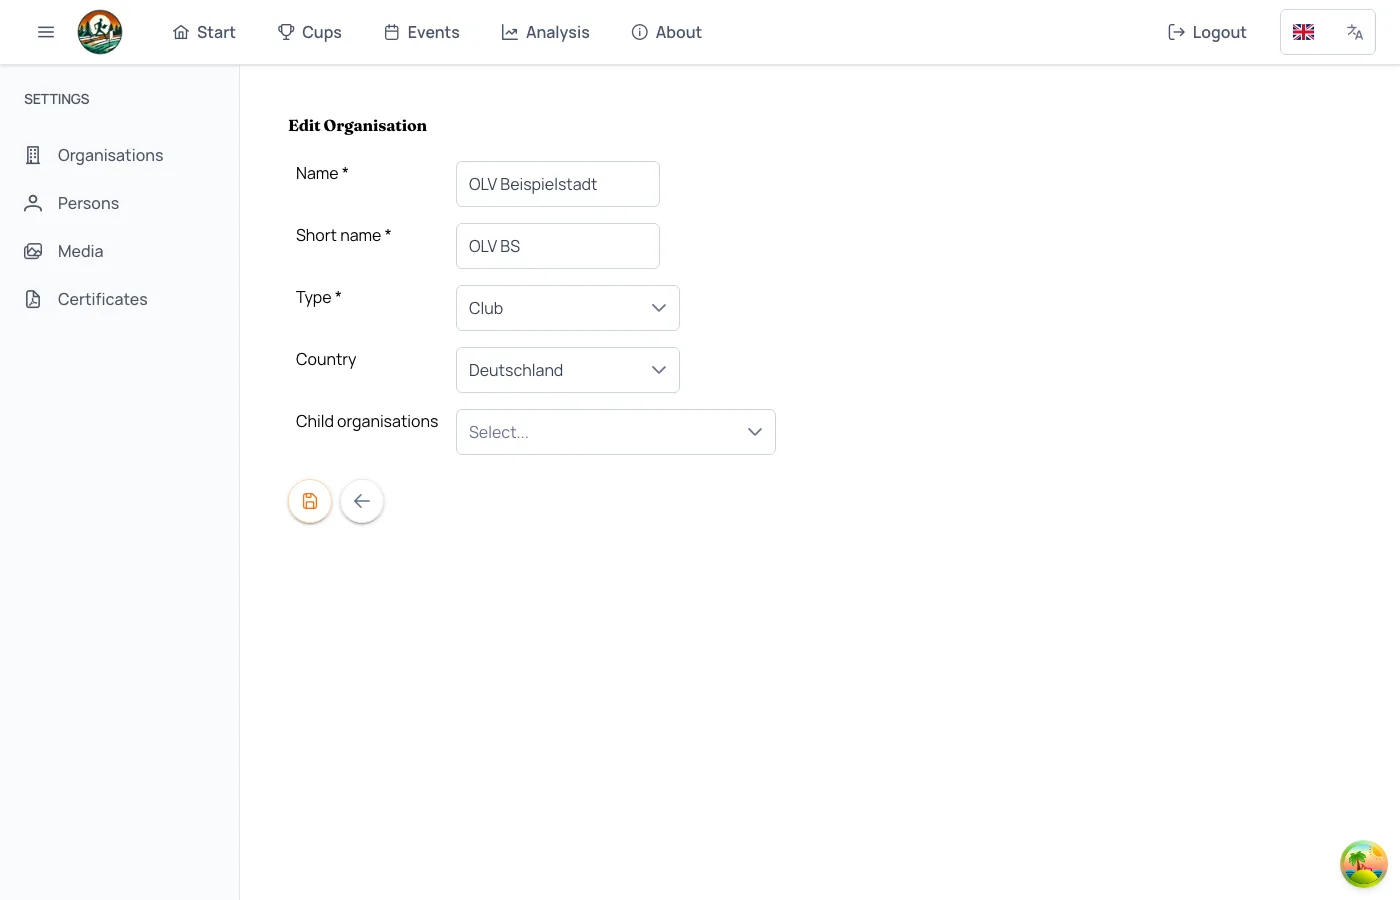 Start
Cups
Events
Analysis
About
Logout
SETTINGS
Organisations
Persons
Media
Certificates
Edit Organisation
Name *
OLV Beispielstadt
Short name *
OLV BS
Type *
Club
Country
Deutschland
Child organisations
Select...